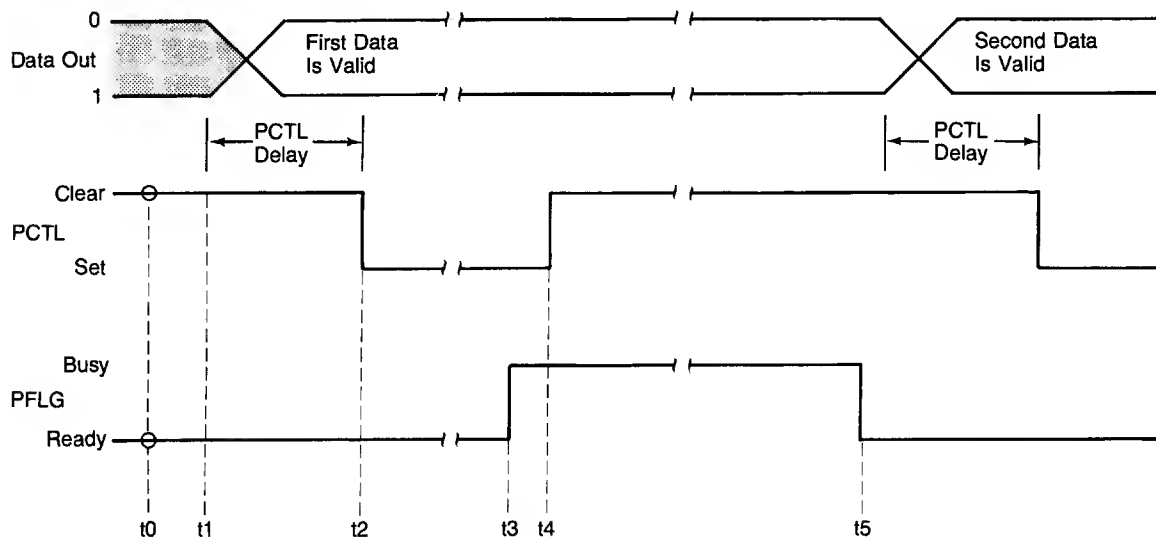 0
Data Out
1
First Data
Is Valid
Second Data
Is Valid
PCTL
Delay
PCTL
Delay
Clear
PCTL
Set
Busy
PFLG
Ready
t0 t1 t2 t3 t4 t5